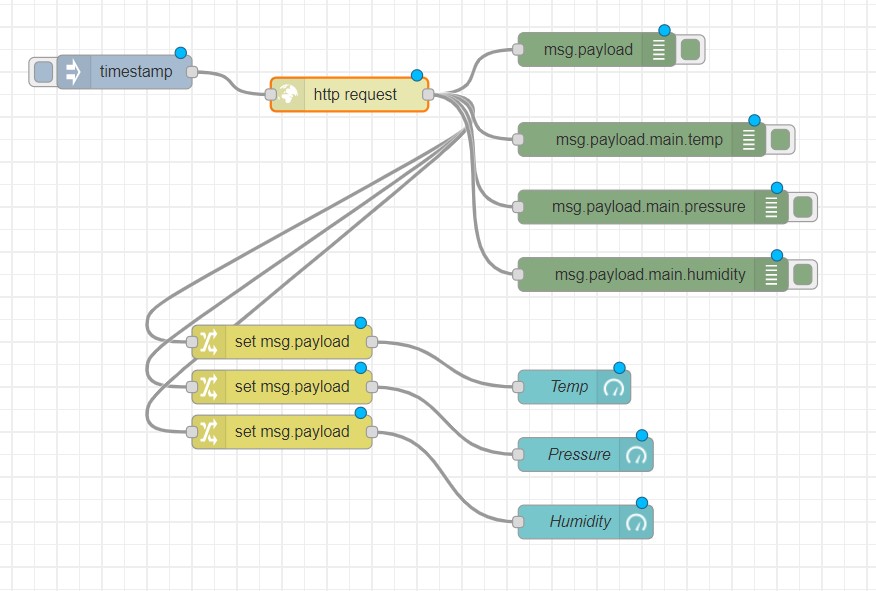 timestamp
http request
msg.payload
msg.payload.main.temp
msg.payload.main.pressure
msg.payload.main.humidity
set msg.payload
set msg.payload
set msg.payload
Temp
Pressure
Humidity